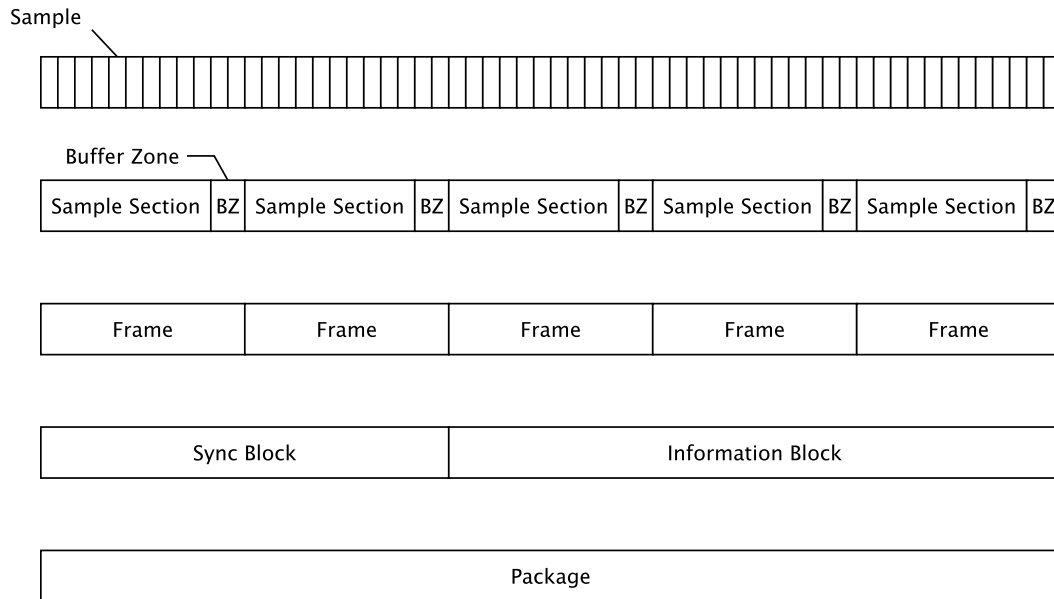 Sample
Buffer Zone
Sample Section BZ Sample Section BZ Sample Section BZ Sample Section BZ Sample Section BZ
Frame Frame Frame Frame Frame
Sync Block Information Block
Package